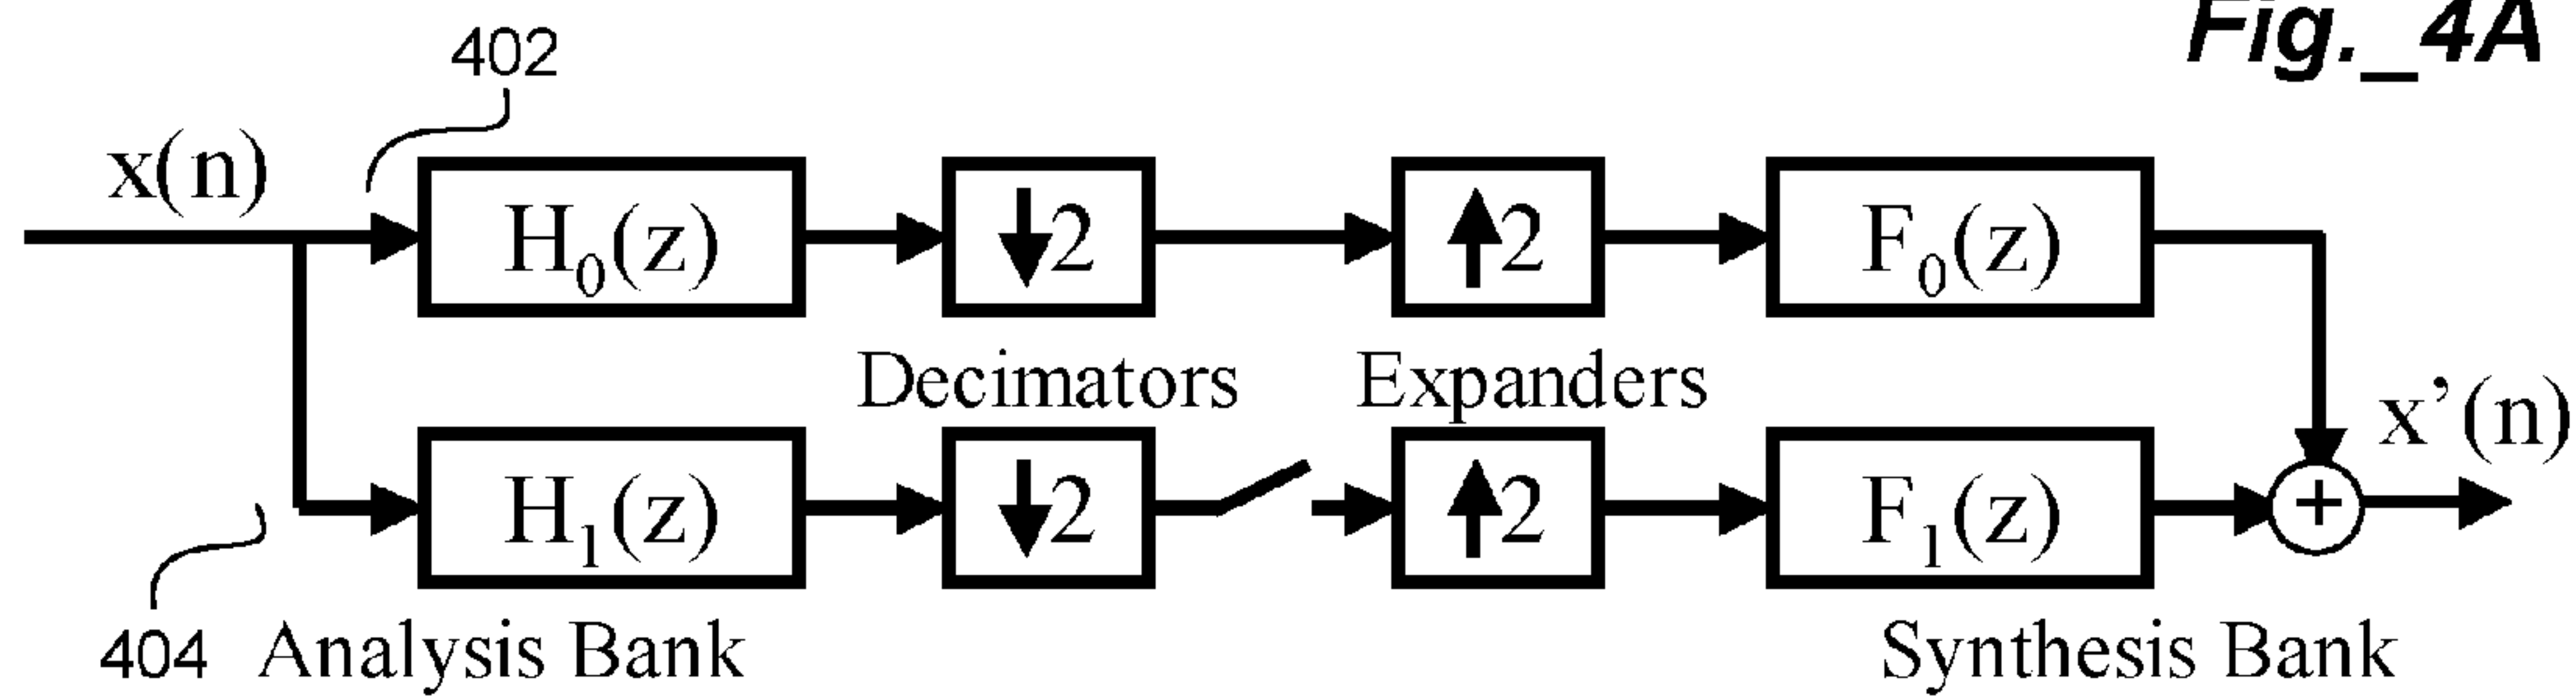 Fig._4A
402
x(n)
H₀(z)
↓2
↑2
F₀(z)
Decimators
Expanders
x’(n)
H₁(z)
↓2
↑2
F₁(z)
+
404
Analysis Bank
Synthesis Bank